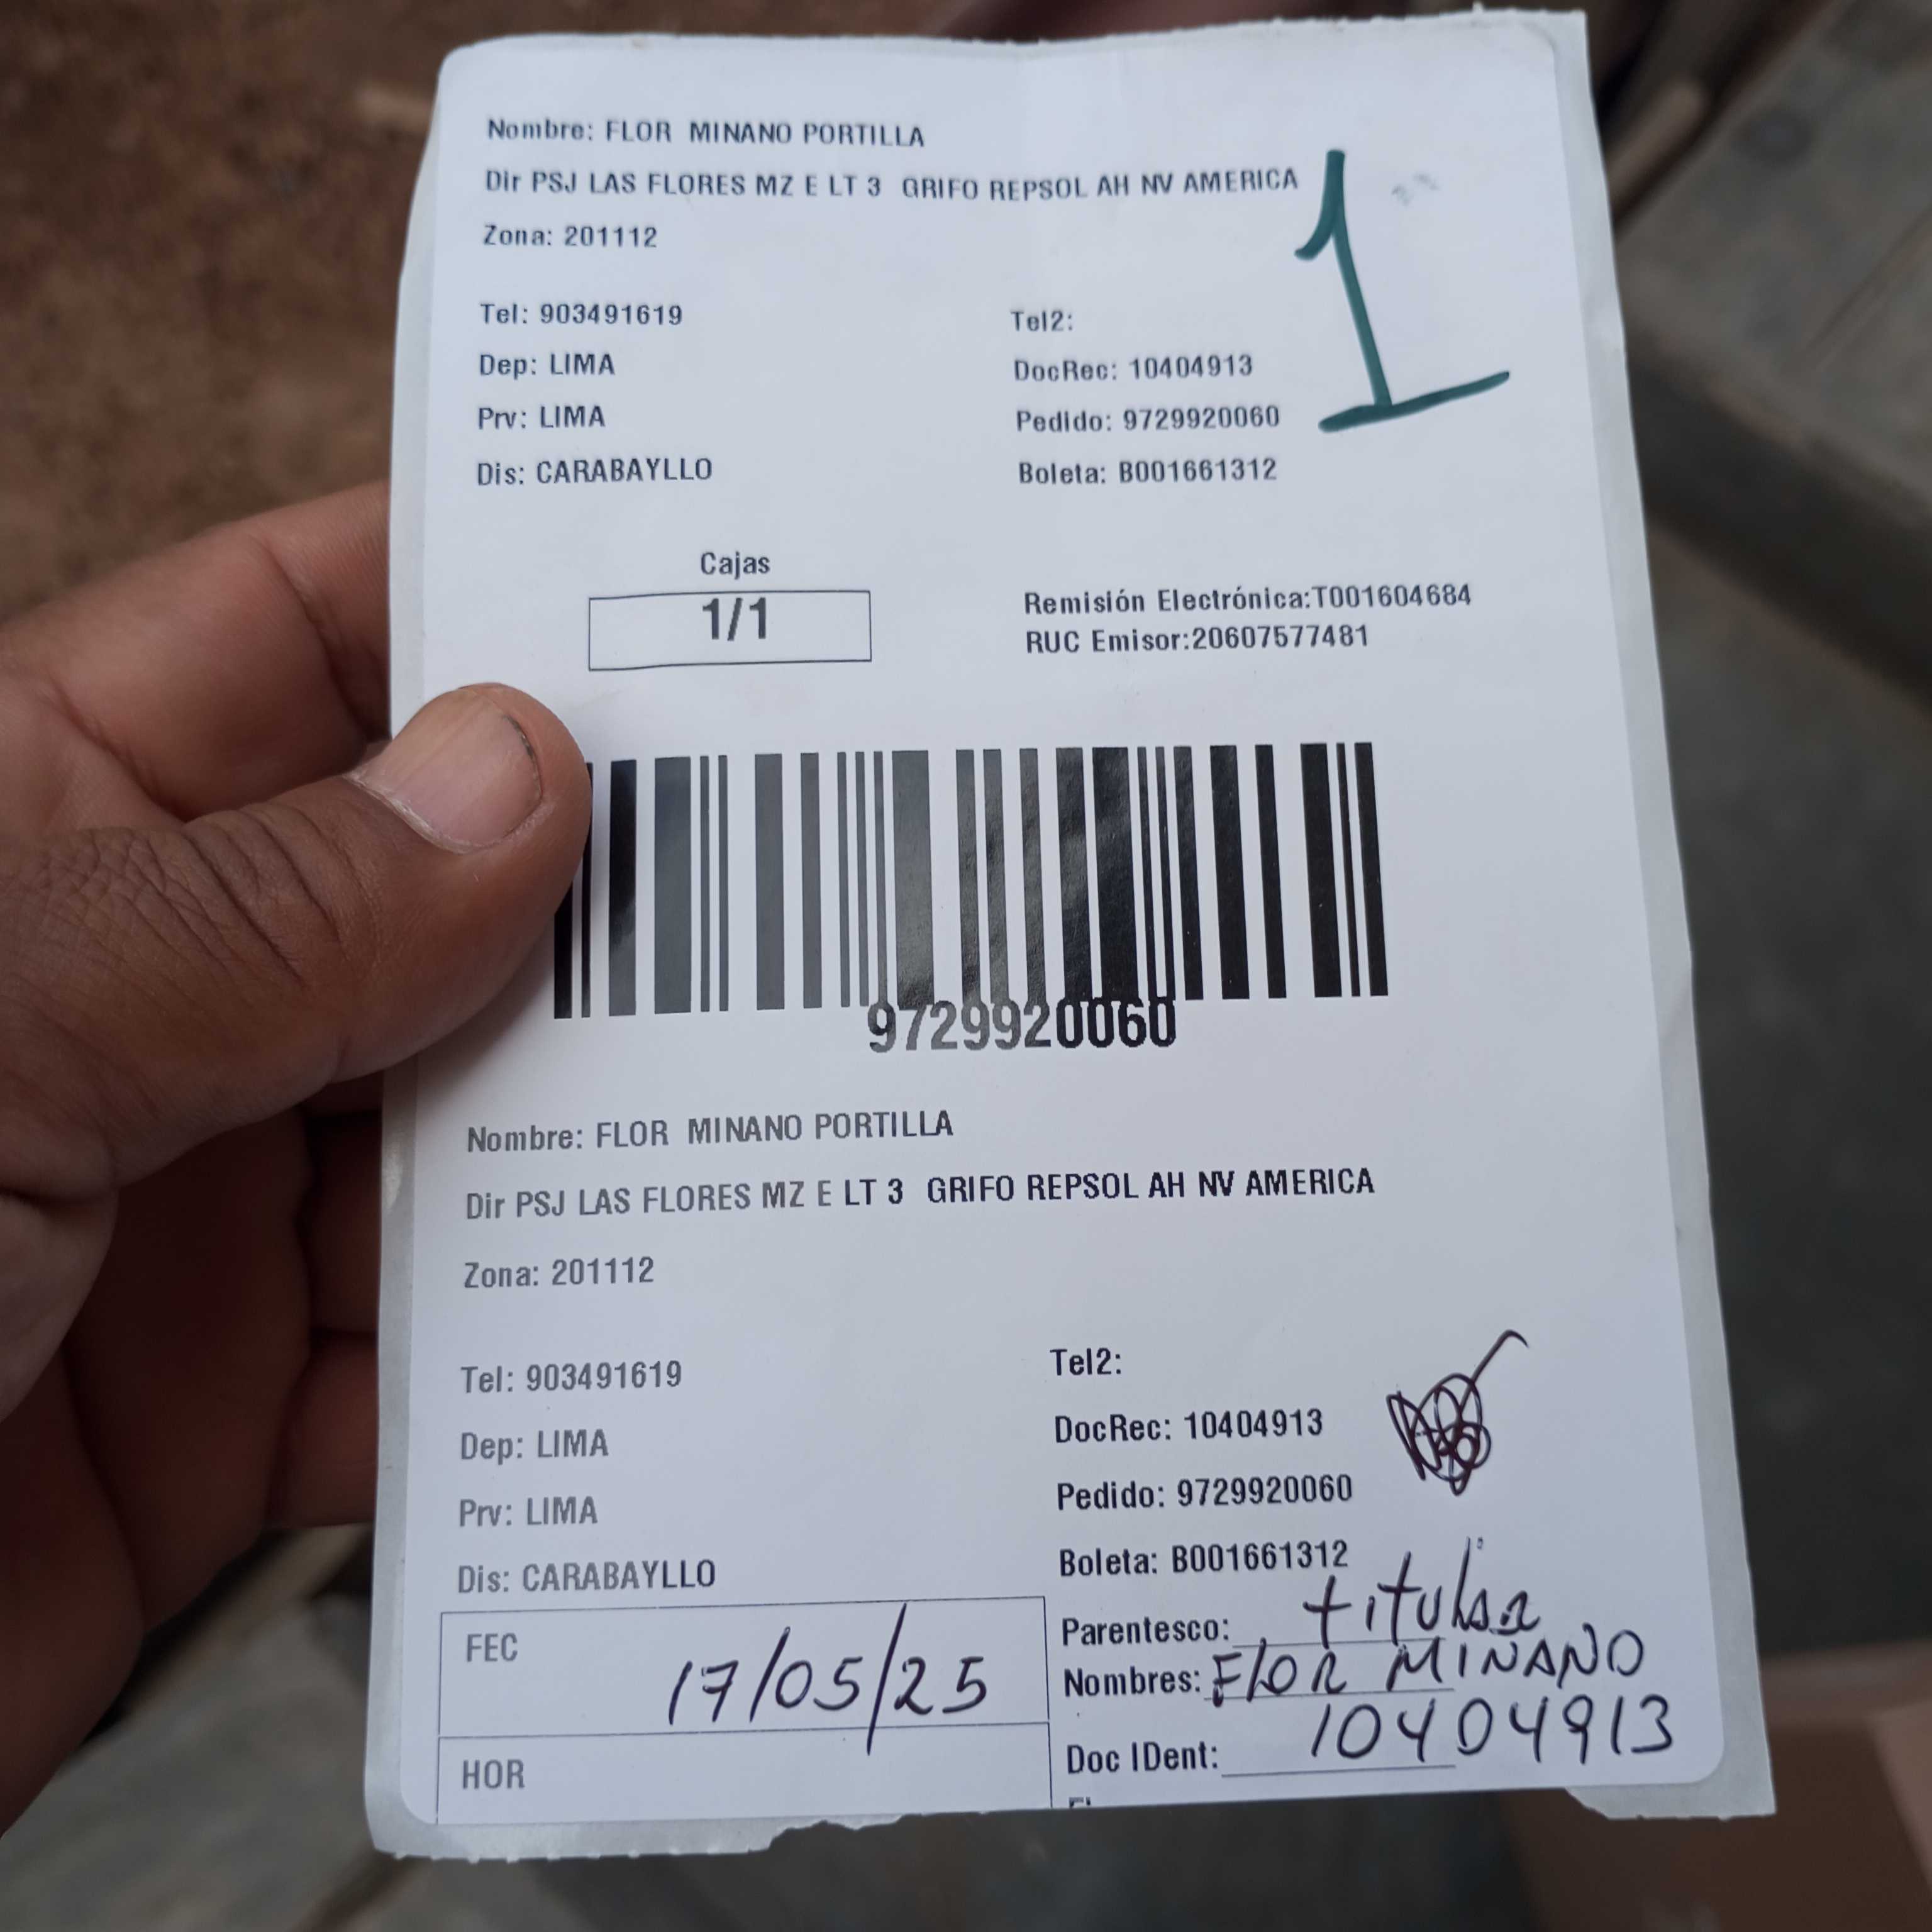 Nombre: FLOR MINANO PORTILLA
Dir PSJ LAS FLORES MZ E LT 3 GRIFO REPSOL AH NV AMERICA
1
Zona: 201112
Tel: 903491619 Tel2:
Dep: LIMA DocRec: 10404913
Prv: LIMA Pedido: 9729920060
Dis: CARABAYLLO Boleta: B001661312
Cajas
1/1
Remisión Electrónica:T001604684
RUC Emisor:20607577481
9729920060
Nombre: FLOR MINANO PORTILLA
Dir PSJ LAS FLORES MZ E LT 3 GRIFO REPSOL AH NV AMERICA
Zona: 201112
Tel: 903491619 Tel2:
Dep: LIMA DocRec: 10404913
Prv: LIMA Pedido: 9729920060
Dis: CARABAYLLO Boleta: B001661312
FEC 17/05/25
HOR
Parentesco: titular
Nombres: FLOR MINANO
Doc IDent: 10404913